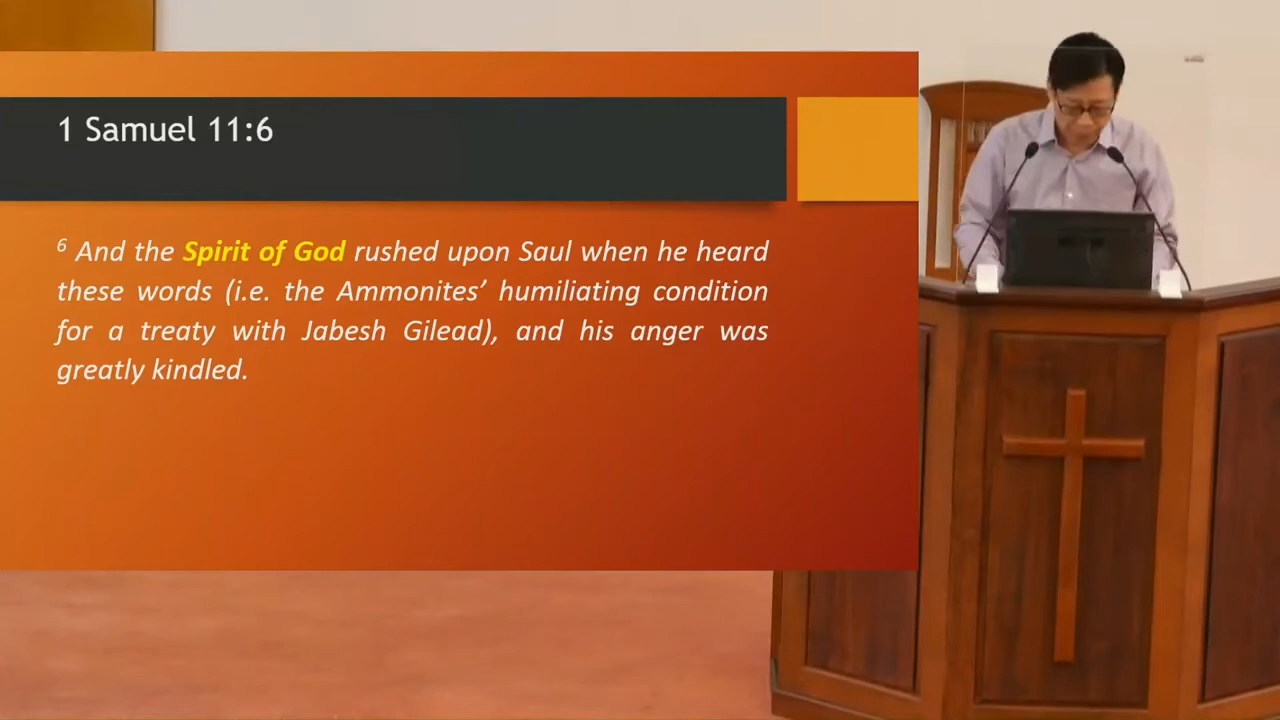 1 Samuel 11:6
6 And the Spirit of God rushed upon Saul when he heard
these words (i.e. the Ammonites’ humiliating condition
for a treaty with Jabesh Gilead), and his anger was
greatly kindled.